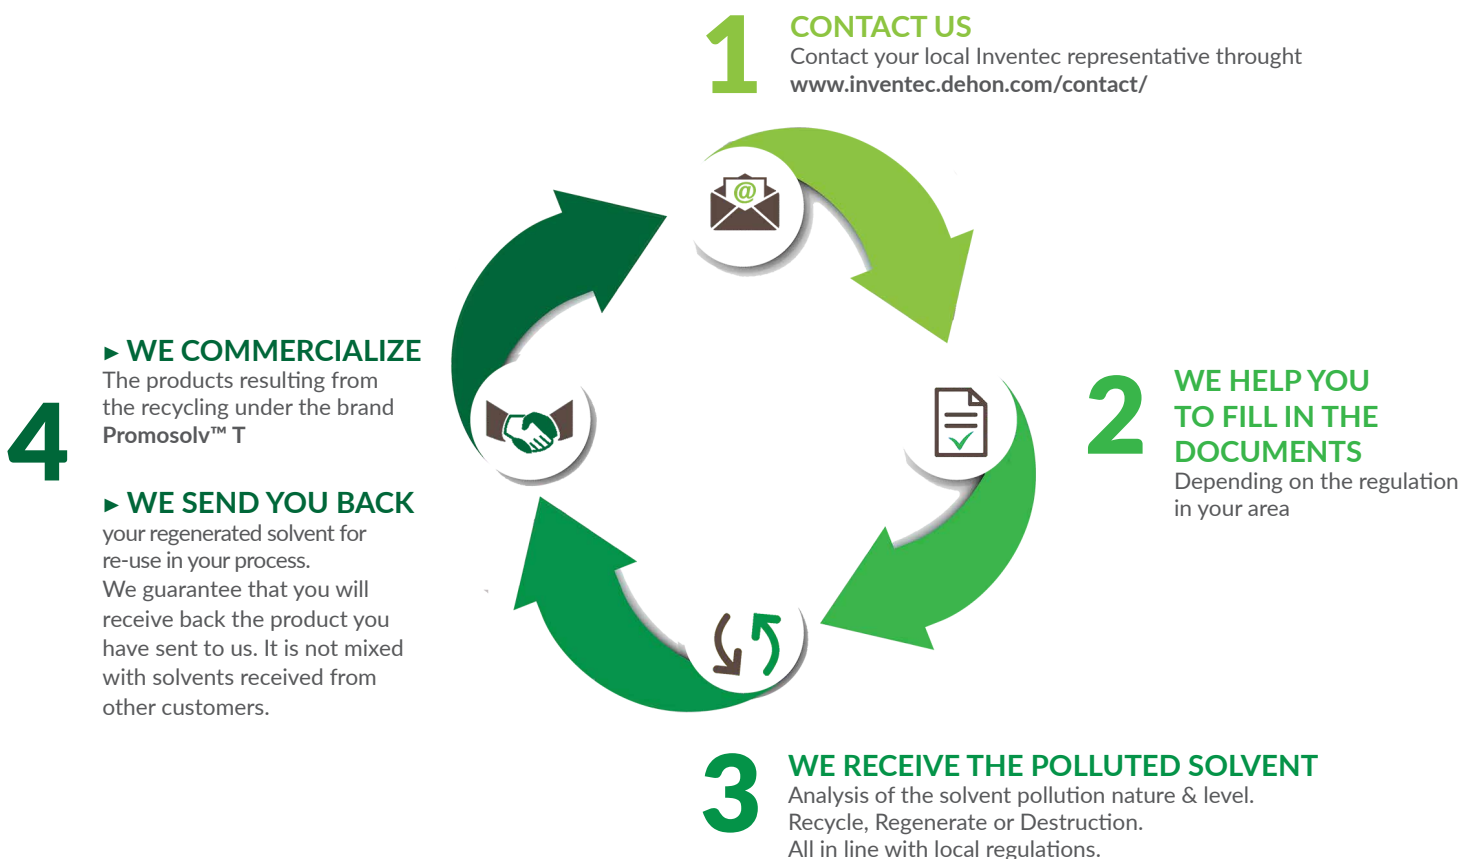 1
CONTACT US
Contact your local Inventec representative throught
www.inventec.dehon.com/contact/
@
2
WE HELP YOU
TO FILL IN THE
DOCUMENTS
Depending on the regulation
in your area
3
WE RECEIVE THE POLLUTED SOLVENT
Analysis of the solvent pollution nature & level.
Recycle, Regenerate or Destruction.
All in line with local regulations.
4
► WE COMMERCIALIZE
The products resulting from
the recycling under the brand
Promosolv™ T
► WE SEND YOU BACK
your regenerated solvent for
re-use in your process.
We guarantee that you will
receive back the product you
have sent to us. It is not mixed
with solvents received from
other customers.